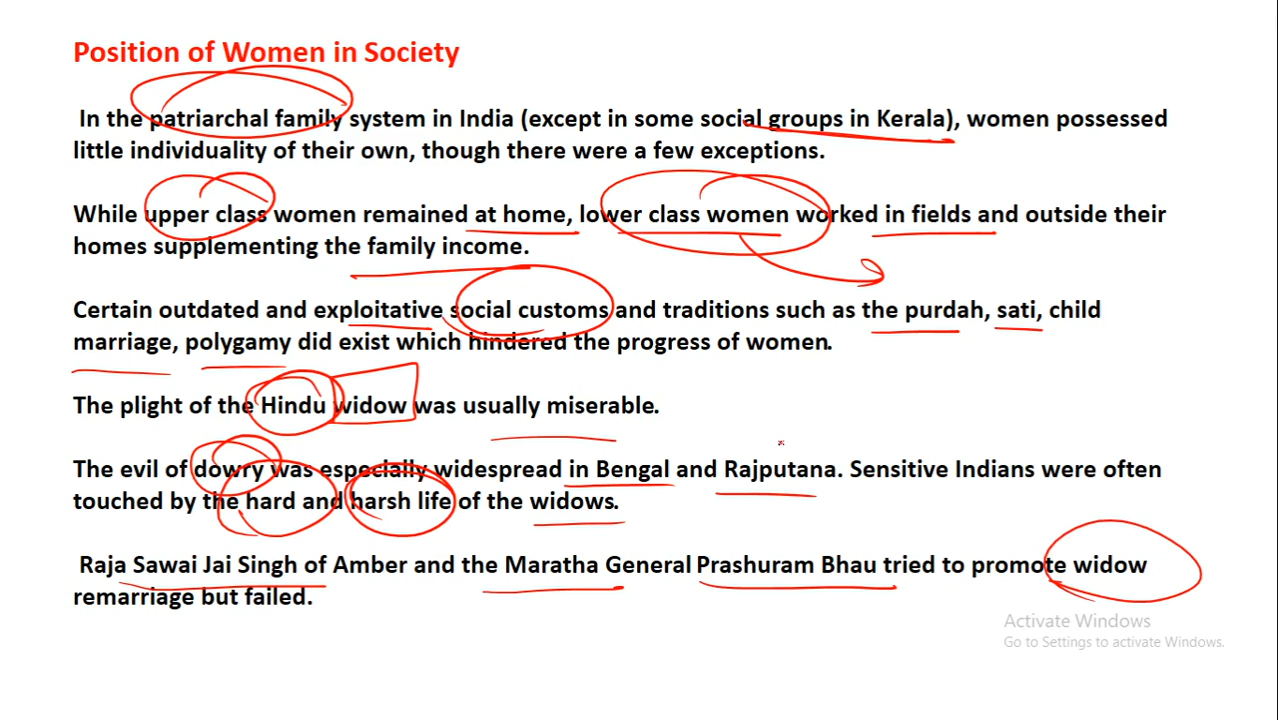 Position of Women in Society
In the patriarchal family system in India (except in some social groups in Kerala), women possessed
little individuality of their own, though there were a few exceptions.
While upper class women remained at home, lower class women worked in fields and outside their
homes supplementing the family income.
Certain outdated and exploitative social customs and traditions such as the purdah, sati, child
marriage, polygamy did exist which hindered the progress of women.
The plight of the Hindu widow was usually miserable.
The evil of dowry was especially widespread in Bengal and Rajputana. Sensitive Indians were often
touched by the hard and harsh life of the widows.
Raja Sawai Jai Singh of Amber and the Maratha General Prashuram Bhau tried to promote widow
remarriage but failed.
Activate Windows
Go to Settings to activate Windows.